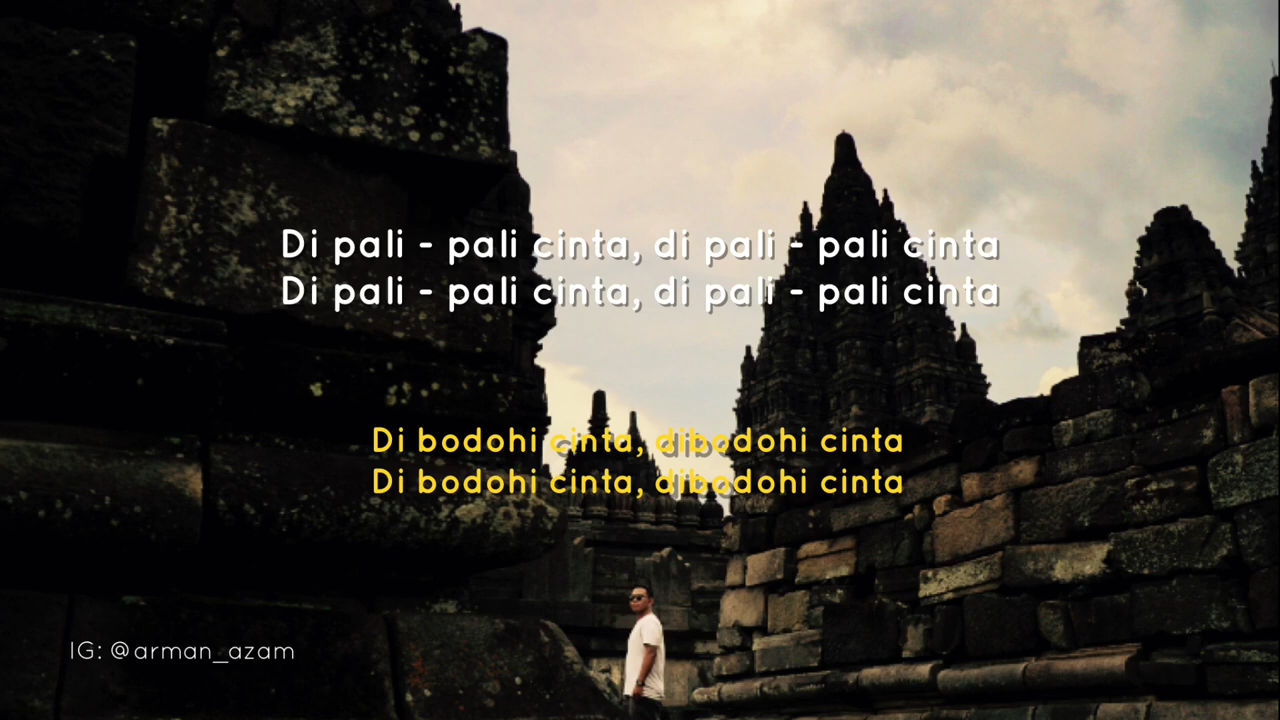 Di pali - pali cinta, di pali - pali cinta
Di pali - pali cinta, di pali - pali cinta
Di bodohi cinta, dibodohi cinta
Di bodohi cinta, dibodohi cinta
IG: @arman_azam